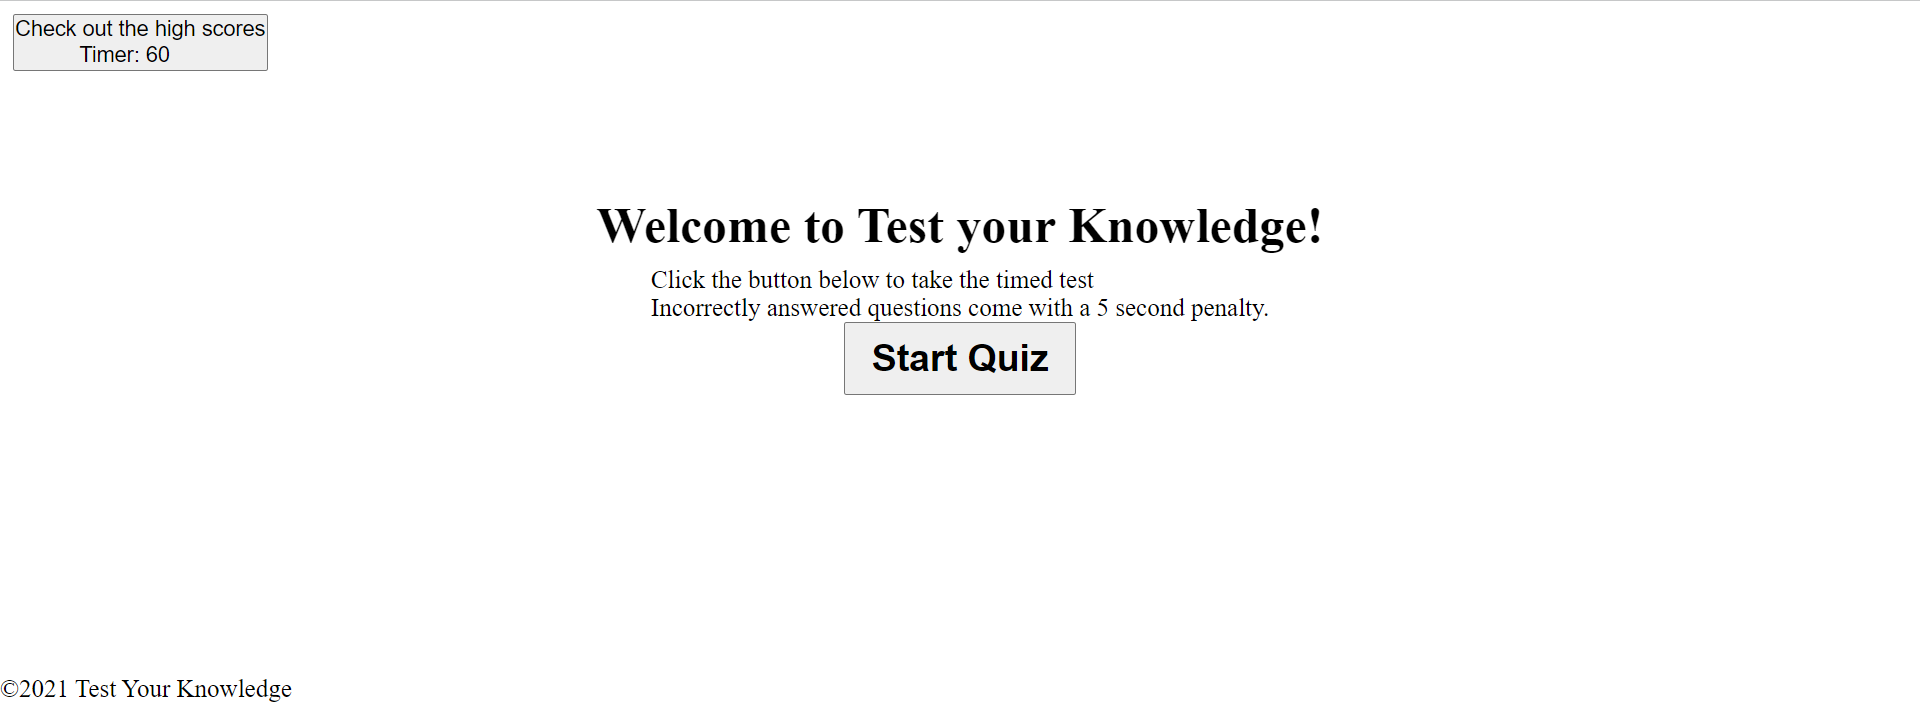 Check out the high scores
Timer: 60
Welcome to Test your Knowledge!
Click the button below to take the timed test
Incorrectly answered questions come with a 5 second penalty.
Start Quiz
©2021 Test Your Knowledge